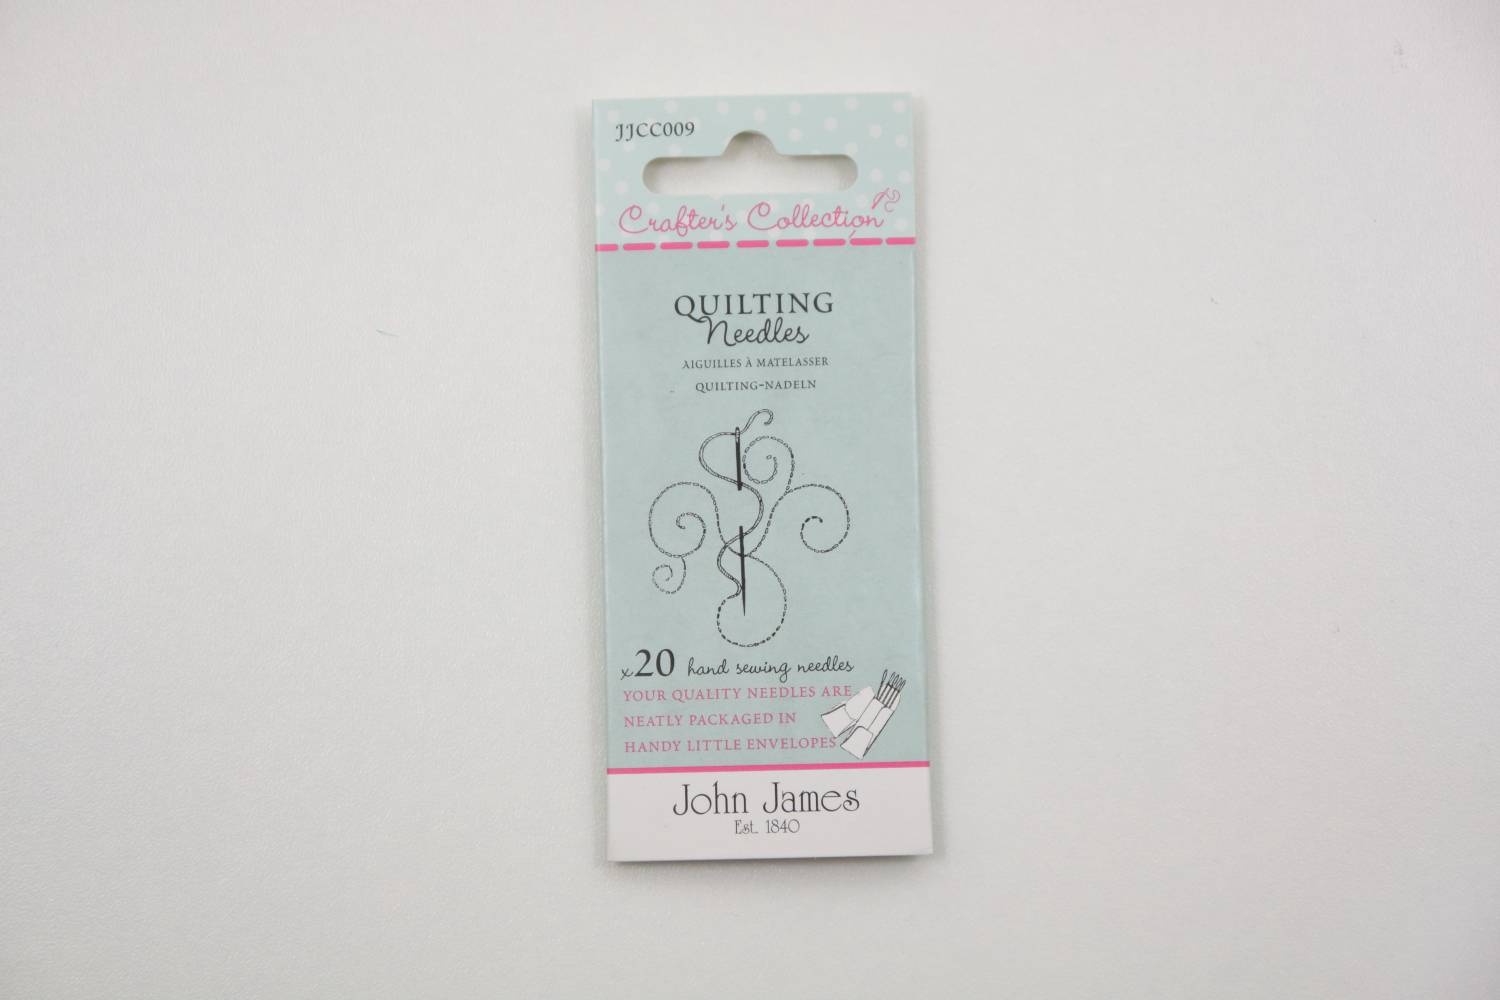 JJCC009
Crafter's Collection
QUILTING
Needles
AIGUILLES À MATELASSER
QUILTING-NADELN
x20 hand sewing needles
YOUR QUALITY NEEDLES ARE
NEATLY PACKAGED IN
HANDY LITTLE ENVELOPES
John James
Est. 1840